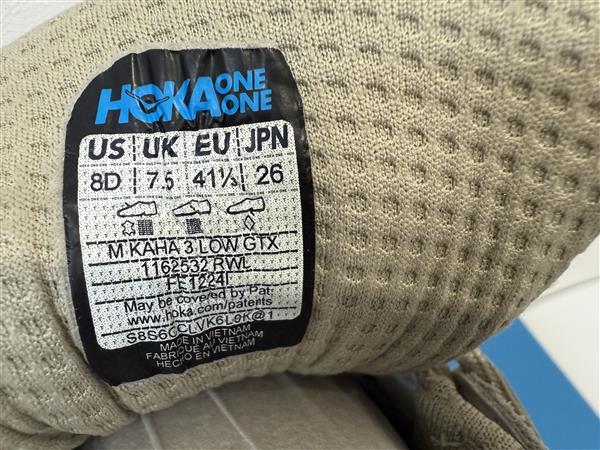 HOKA ONE ONE
US UK EU JPN
8D 7.5 41⅓ 26
M KAHA 3 LOW GTX
1162532 RWL
FE1224I
May be covered by Pat:
www.hoka.com/patents
MADE IN VIETNAM
FABRIQUÉ AU VIETNAM
HECHO EN VIETNAM